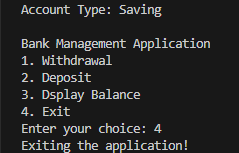 Account Type: Saving
Bank Management Application
1. Withdrawal
2. Deposit
3. Dsplay Balance
4. Exit
Enter your choice: 4
Exiting the application!